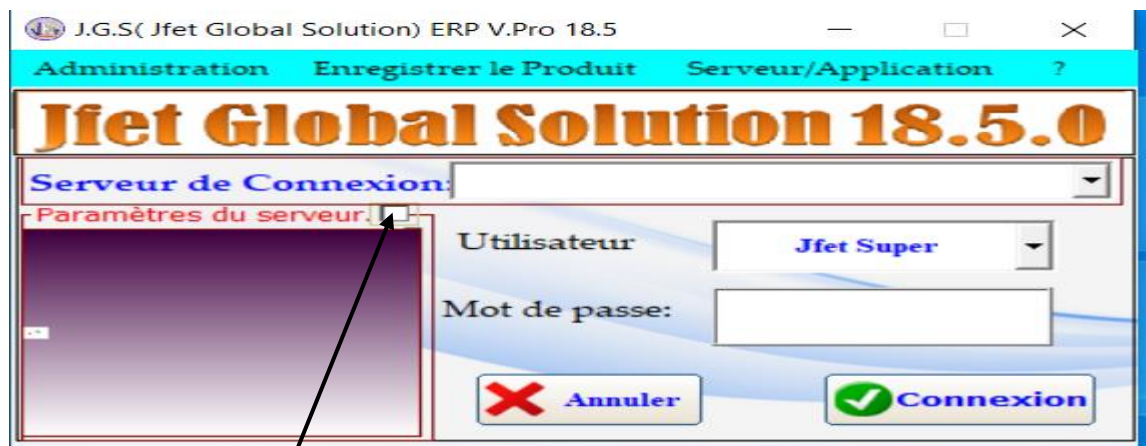 J.G.S( Jfet Global Solution) ERP V.Pro 18.5
Administration Enregistrer le Produit Serveur/Application ?
Jfet Global Solution 18.5.0
Serveur de Connexion:
Paramètres du serveur.
Utilisateur Jfet Super
Mot de passe:
Annuler Connexion